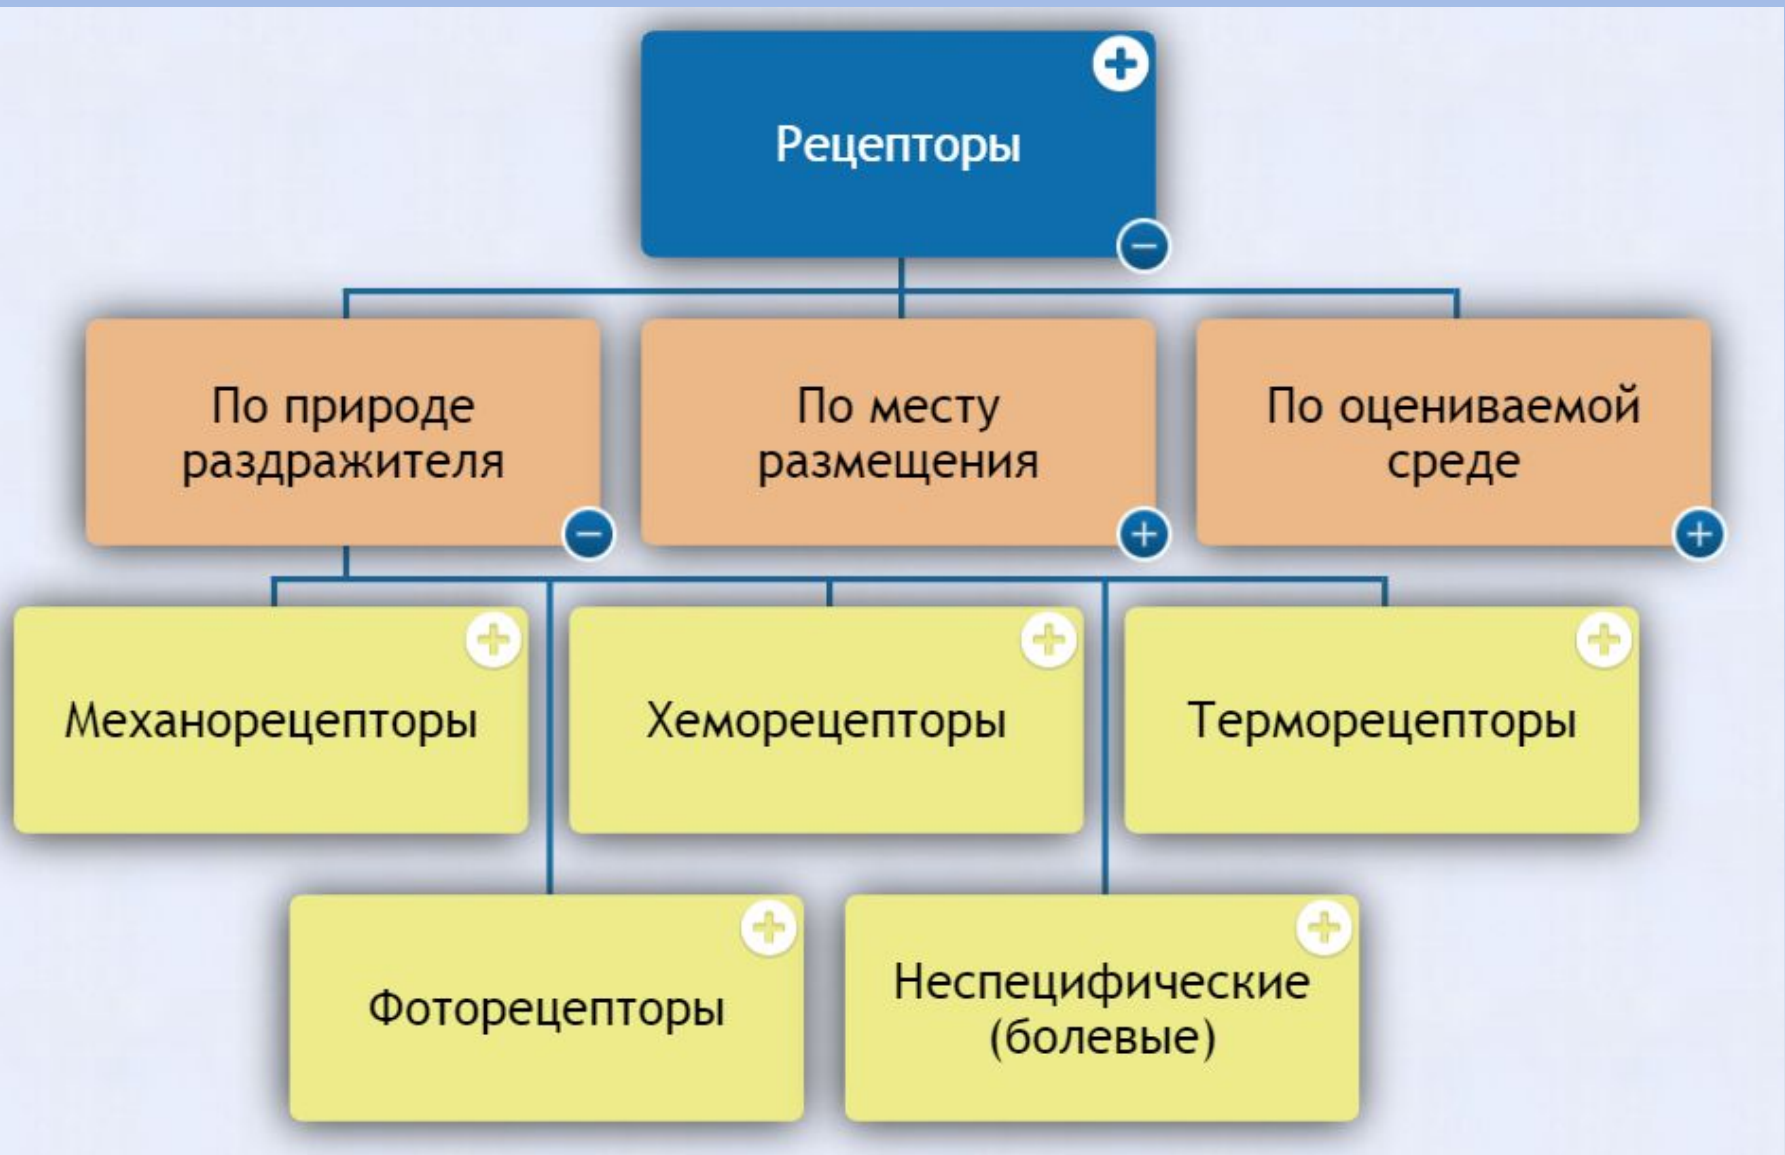 Рецепторы
По природе
раздражителя
По месту
размещения
По оцениваемой
среде
Механорецепторы
Хеморецепторы
Терморецепторы
Фоторецепторы
Неспецифические
(болевые)